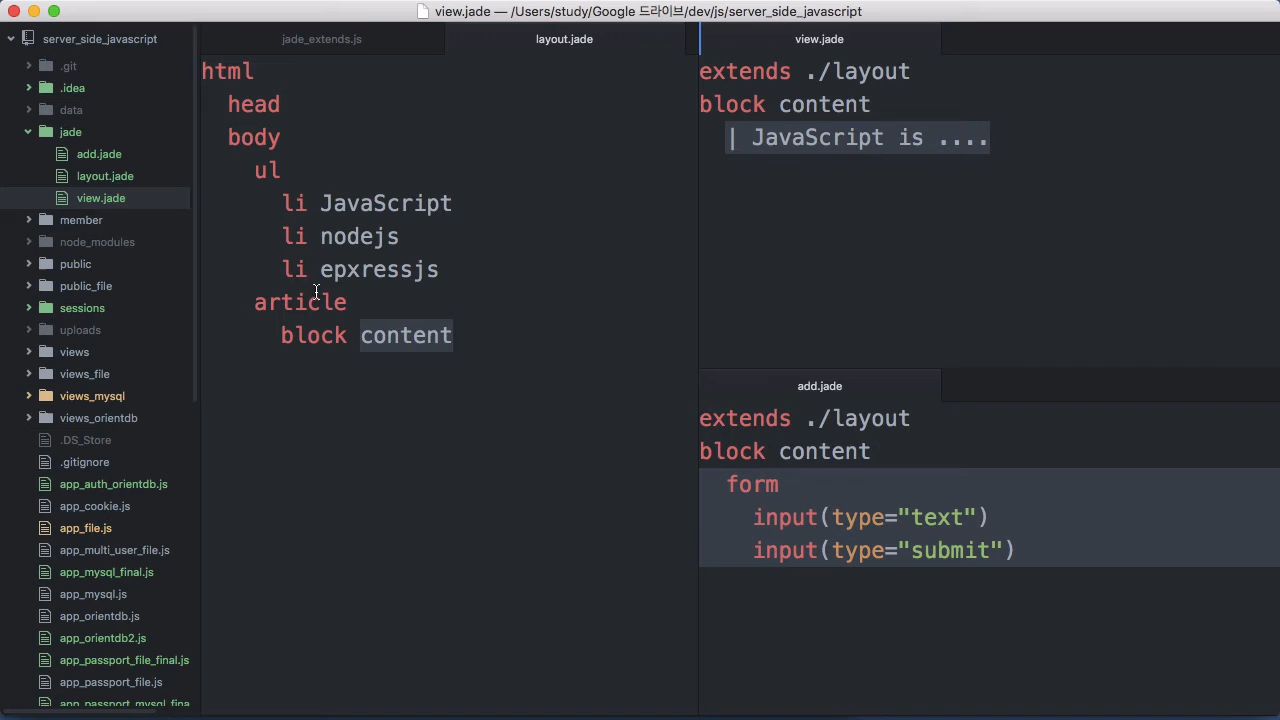 view.jade — /Users/study/Google 드라이브/dev/js/server_side_javascript
server_side_javascript
.git
.idea
data
jade
add.jade
layout.jade
view.jade
member
node_modules
public
public_file
sessions
uploads
views
views_file
views_mysql
views_orientdb
.DS_Store
.gitignore
app_auth_orientdb.js
app_cookie.js
app_file.js
app_multi_user_file.js
app_mysql_final.js
app_mysql.js
app_orientdb.js
app_orientdb2.js
app_passport_file_final.js
app_passport_file.js
app_passport_mysql_fina
jade_extends.js
layout.jade
html
head
body
ul
li JavaScript
li nodejs
li epxressjs
article
block content
view.jade
extends ./layout
block content
| JavaScript is ....
add.jade
extends ./layout
block content
form
input(type="text")
input(type="submit")